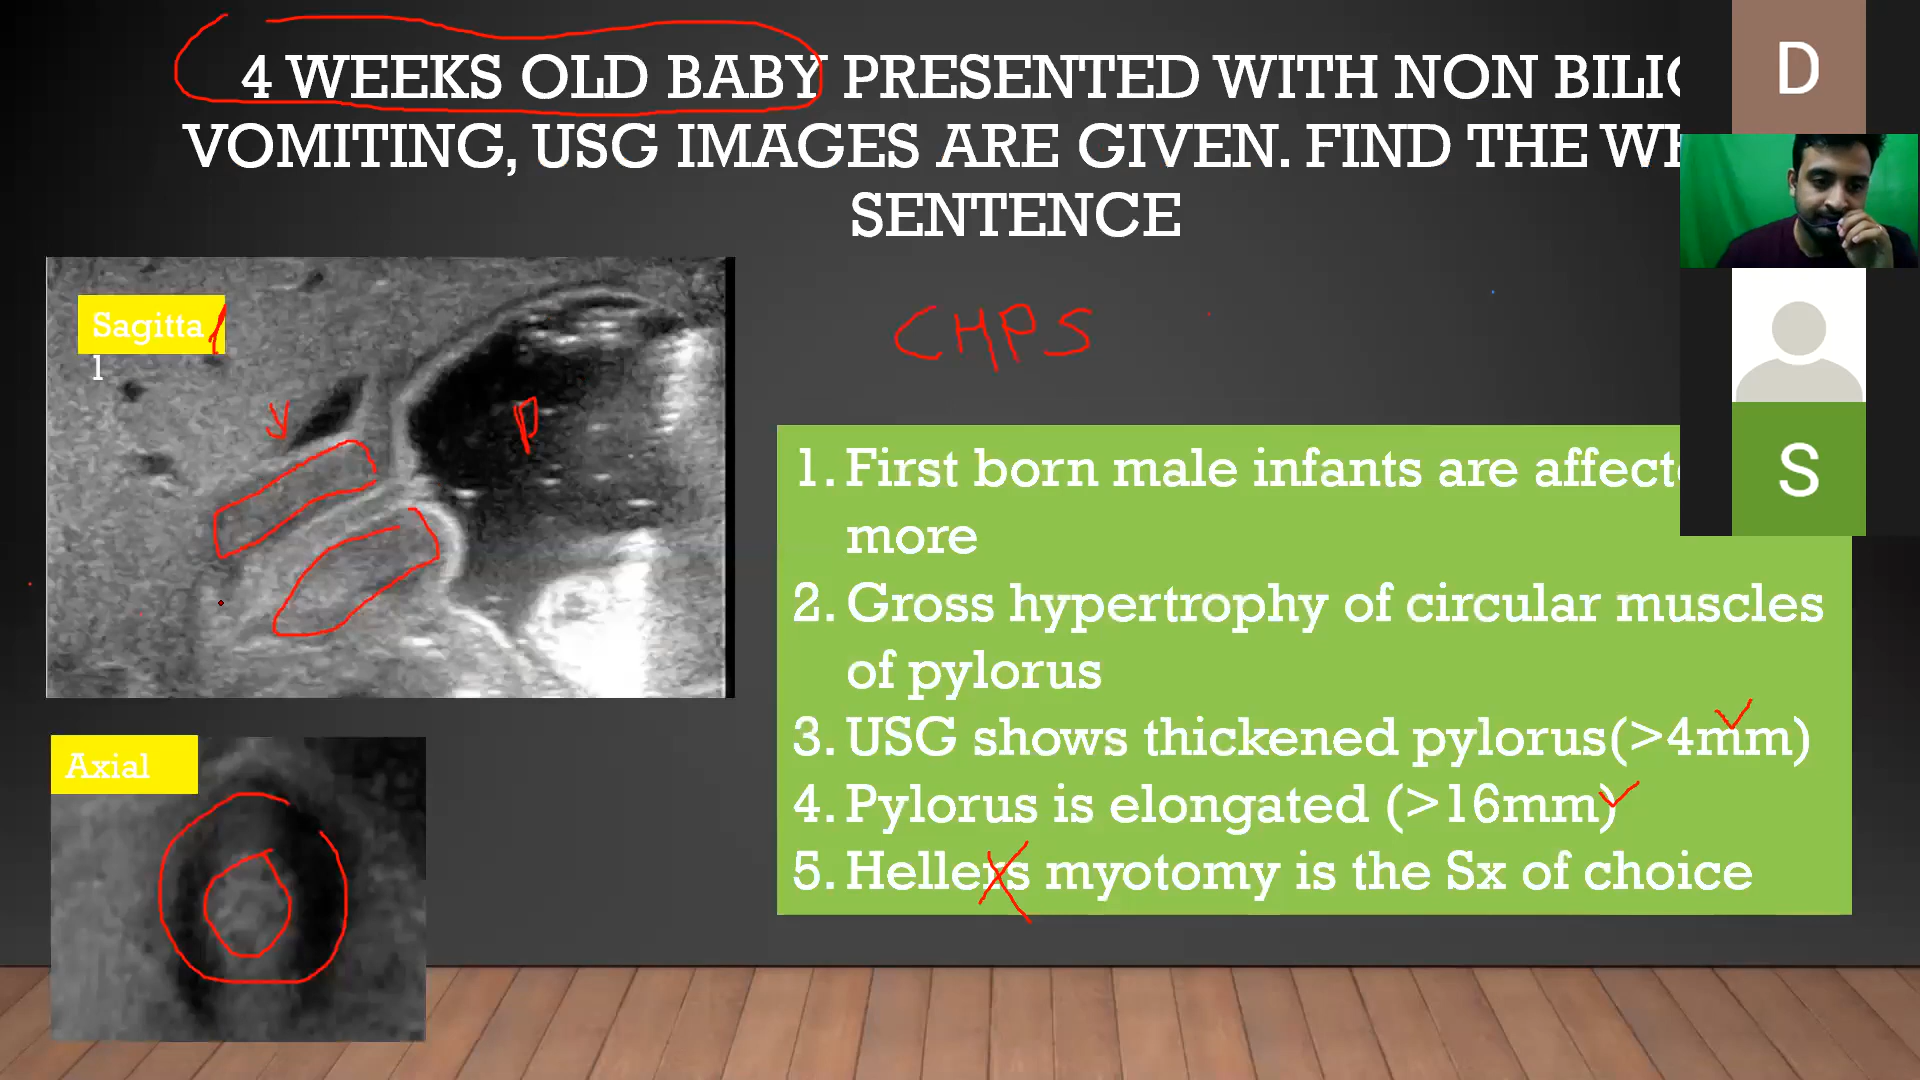 4 WEEKS OLD BABY PRESENTED WITH NON
VOMITING, USG IMAGES ARE GIVEN. FIND THE
SENTENCE
D
Sagitta
l
CHPS
P
S
1. First born male infants are
more
2. Gross hypertrophy of circular muscles
of pylorus
3. USG shows thickened pylorus(>4mm)
4. Pylorus is elongated (>16mm)
5. Hellers myotomy is the Sx of choice
Axial